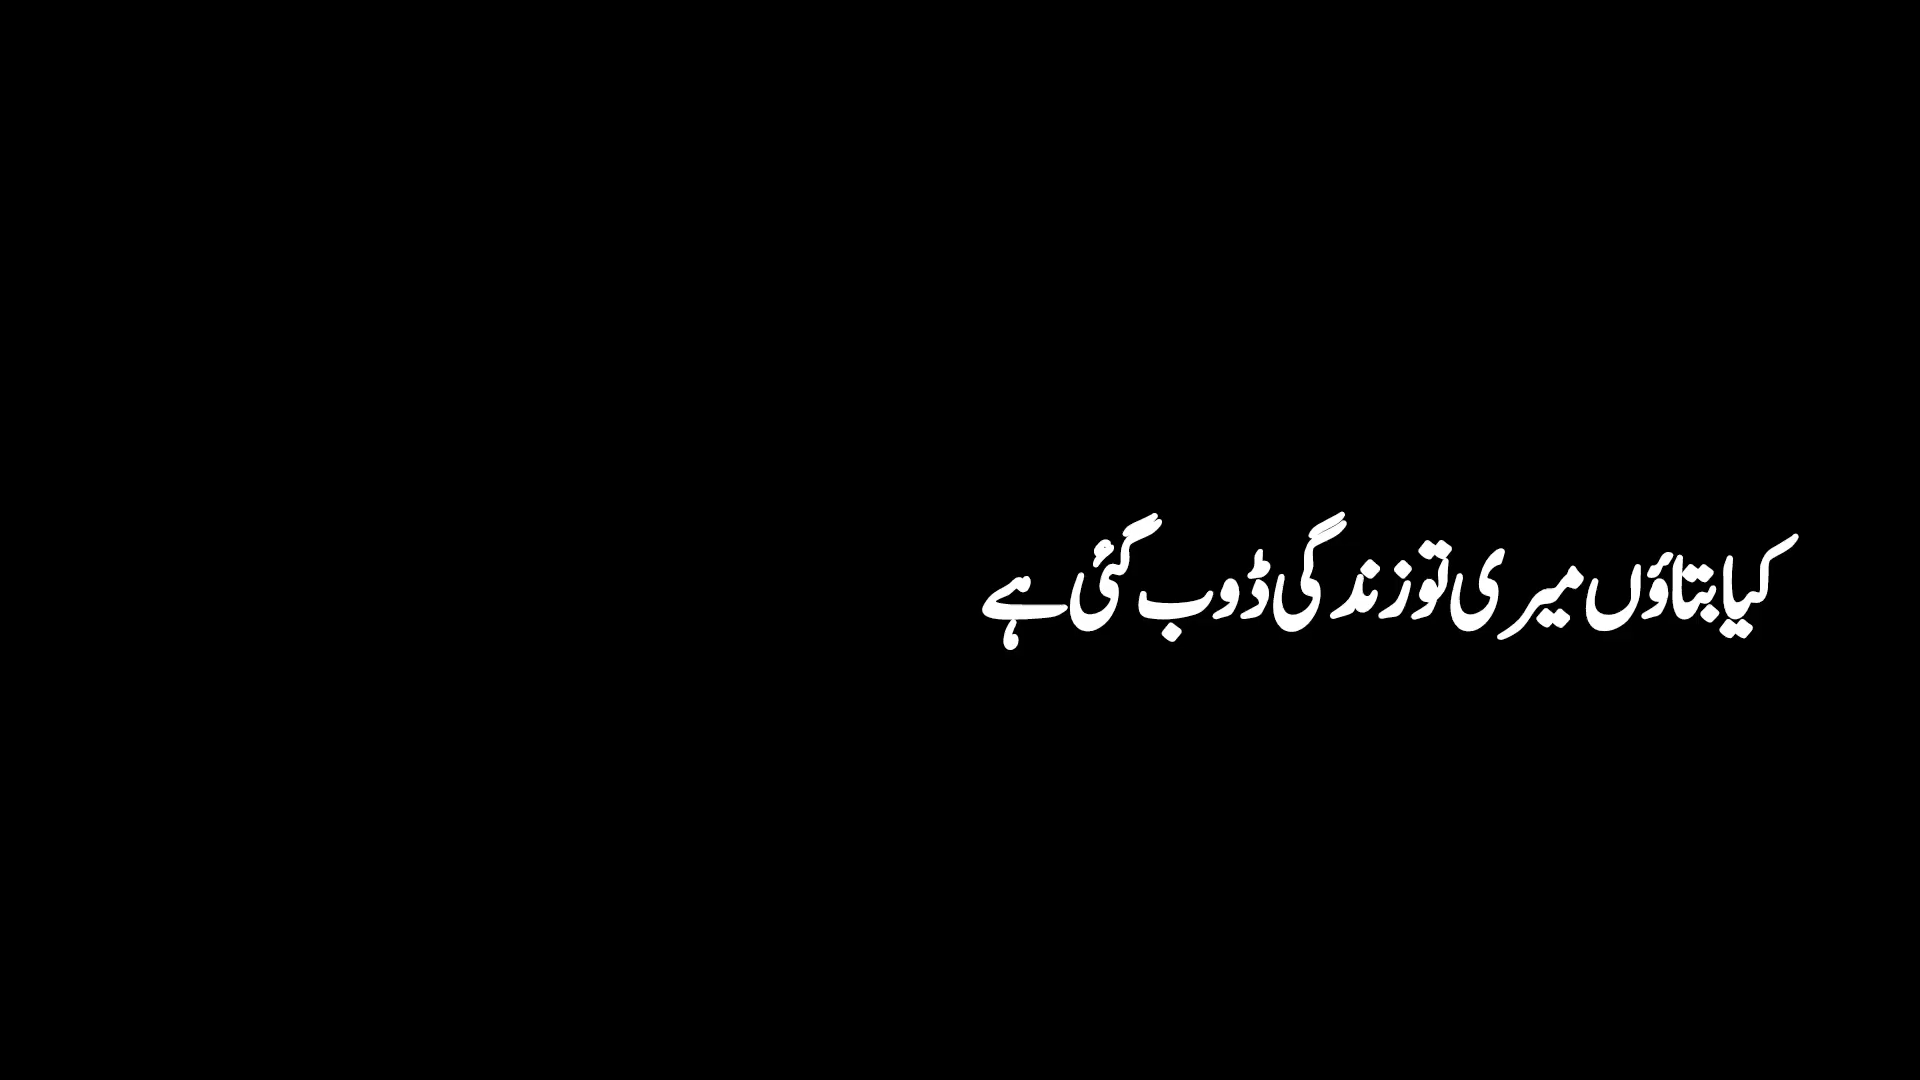 کیا بتاؤں میری تو زندگی ڈوب گئی ہے